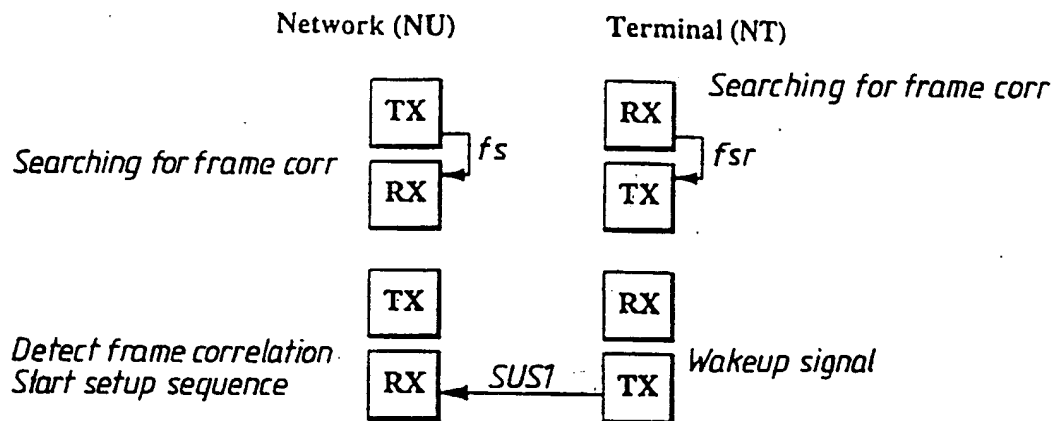 Network (NU) Terminal (NT)
TX RX Searching for frame corr
fs fsr
Searching for frame corr RX TX
TX RX
Detect frame correlation
Start setup sequence RX SUS1 TX Wakeup signal